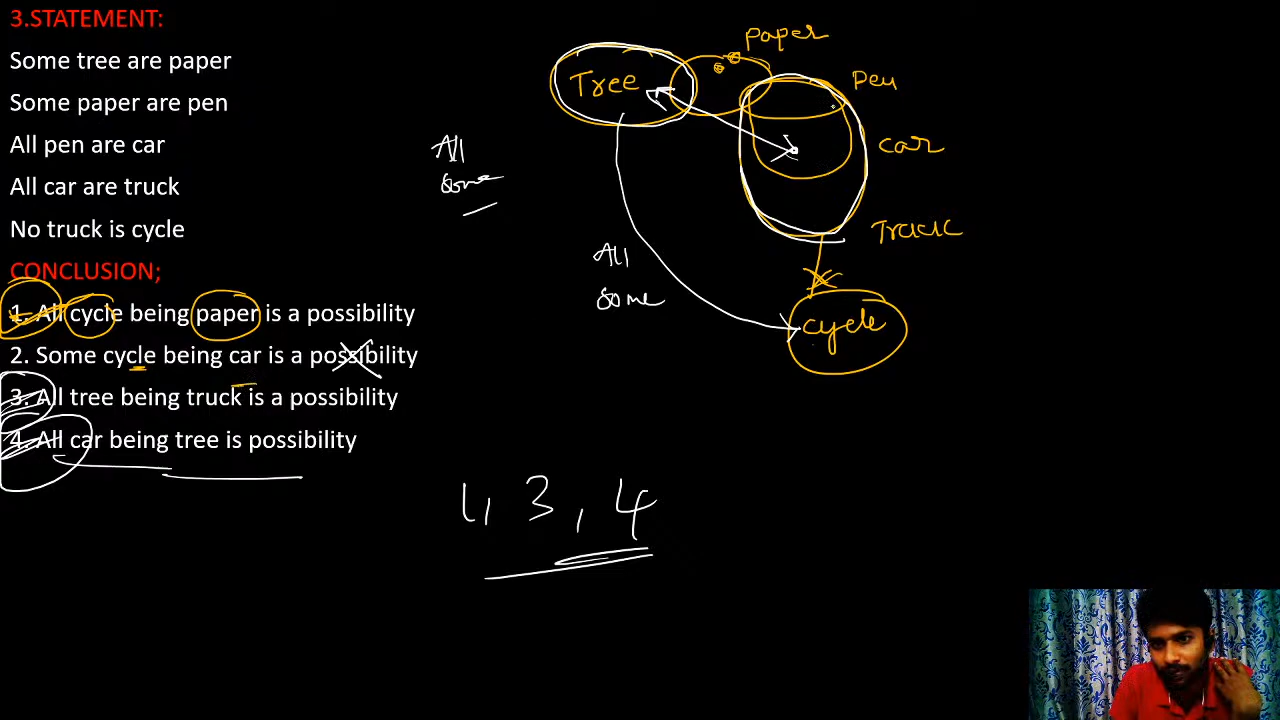 3.STATEMENT:
Some tree are paper
Some paper are pen
All pen are car
All car are truck
No truck is cycle
CONCLUSION;
1. All cycle being paper is a possibility
2. Some cycle being car is a possibility
3. All tree being truck is a possibility
4. All car being tree is possibility
Tree
paper
Pen
car
Truck
cycle
All
some
All
some
1, 3, 4